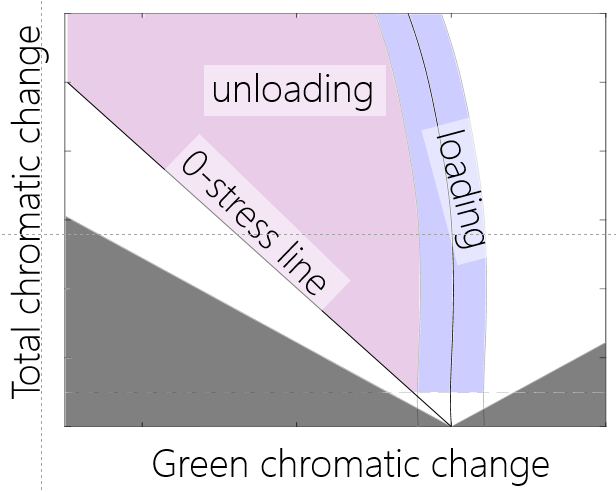 Total chromatic change
unloading
loading
0-stress line
Green chromatic change